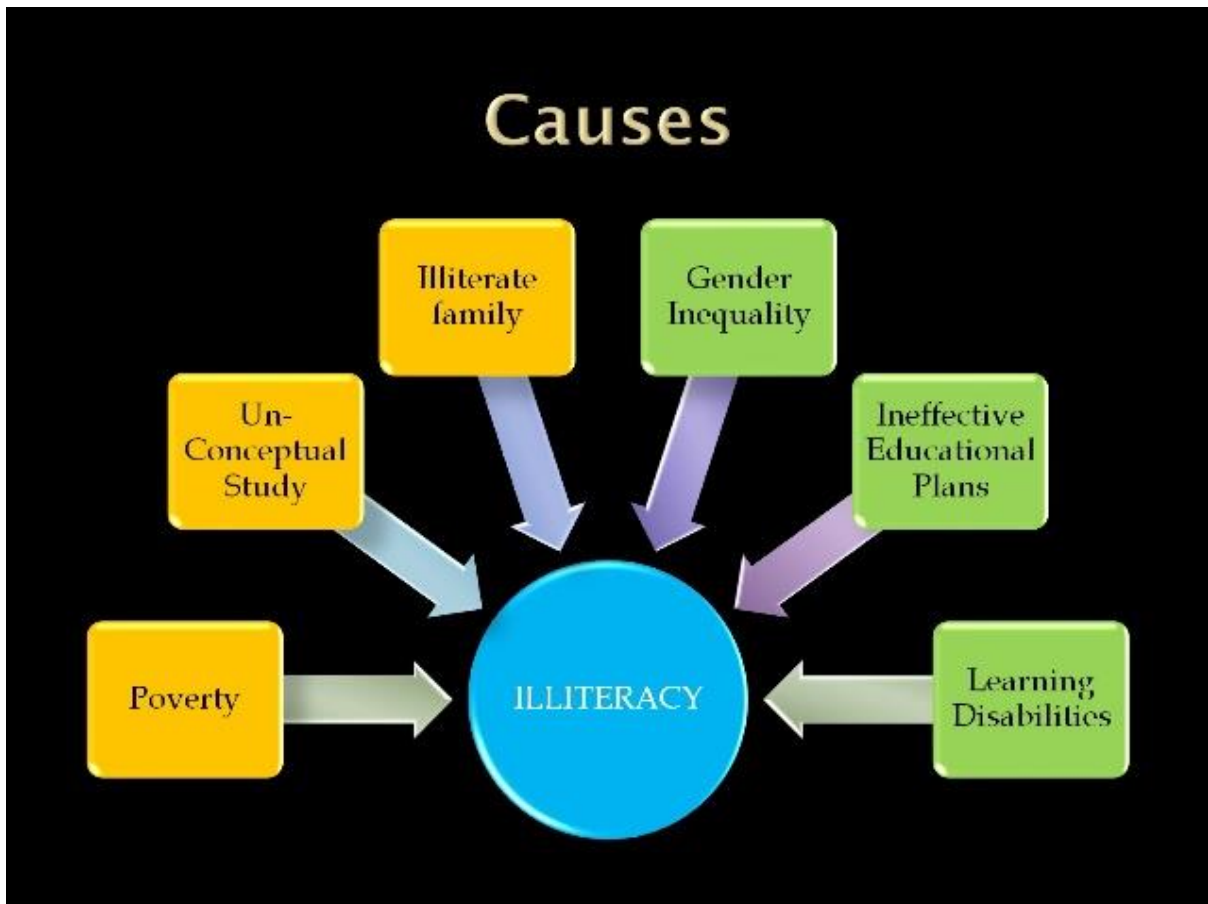 Causes
Illiterate
family
Gender
Inequality
Un-
Conceptual
Study
Ineffective
Educational
Plans
Poverty
ILLITERACY
Learning
Disabilities